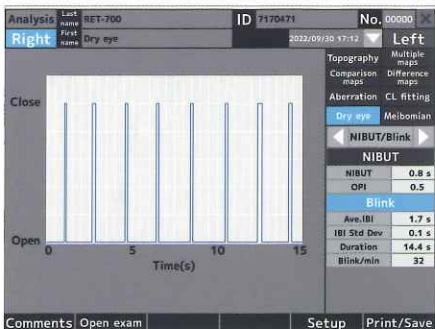 Analysis Last name RET-700 ID 7170471 No. 00000
Right First name Dry eye 2022/09/30 17:12 Left
Topography Multiple maps
Comparison maps Difference maps
Aberration CL fitting
Dry eye Meibomian
NIBUT/Blink
NIBUT
NIBUT 0.8 s
OPI 0.5
Blink
Ave.IBI 1.7 s
IBI Std Dev 0.1 s
Duration 14.4 s
Blink/min 32
Close
Open
0 5 10 15
Time(s)
Comments Open exam Setup Print/Save